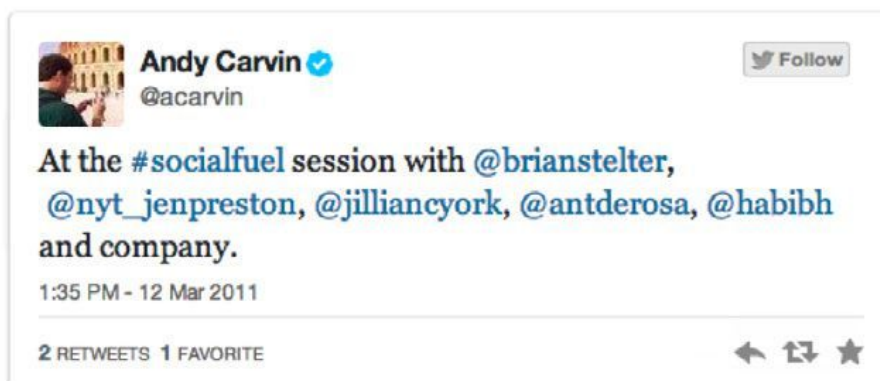 Andy Carvin
Follow
@acarvin
At the #socialfuel session with @brianstelter,
@nyt_jenpreston, @jilliancyork, @antderosa, @habibh
and company.
1:35 PM - 12 Mar 2011
2 RETWEETS 1 FAVORITE